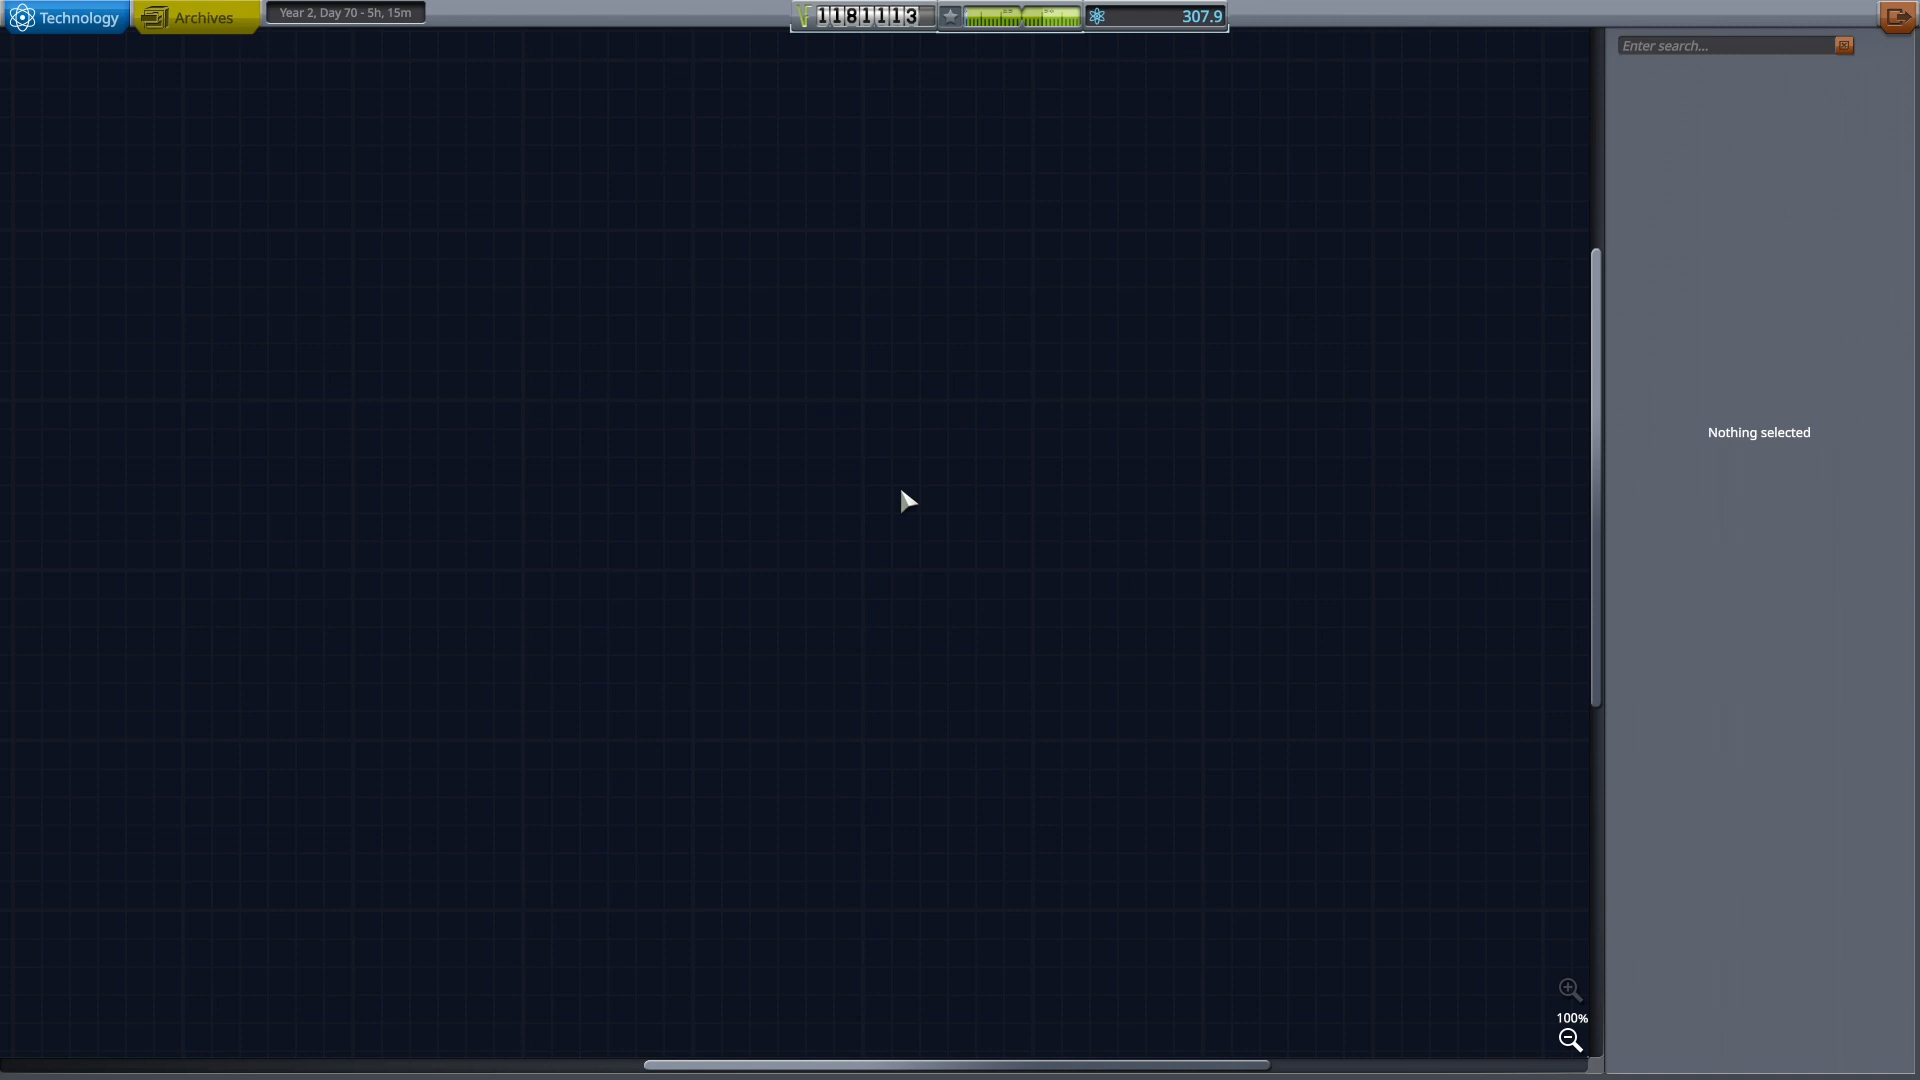 Technology
Archives
Year 2, Day 70 - 5h, 15m
1181113
307.9
Enter search...
Nothing selected
100%